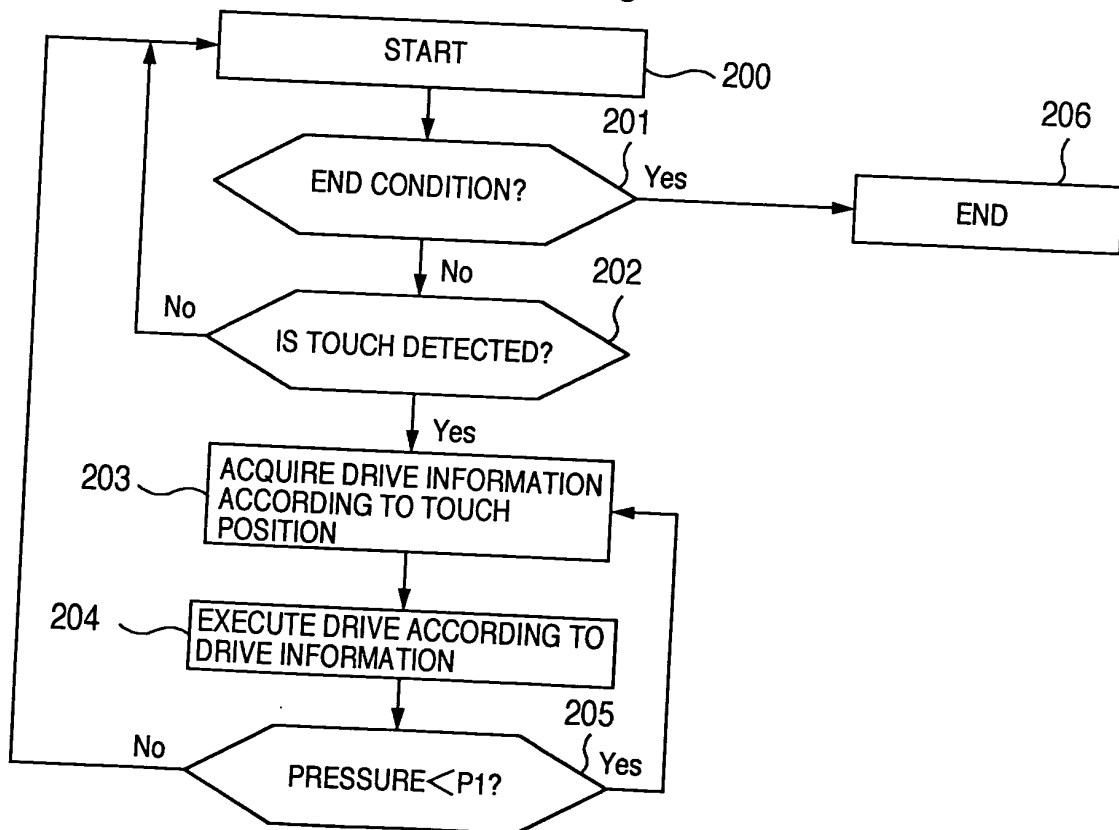 START
200
201
206
END CONDITION?
Yes
END
No
202
No
IS TOUCH DETECTED?
Yes
203
ACQUIRE DRIVE INFORMATION
ACCORDING TO TOUCH
POSITION
204
EXECUTE DRIVE ACCORDING TO
DRIVE INFORMATION
205
No
Yes
PRESSURE<P1?